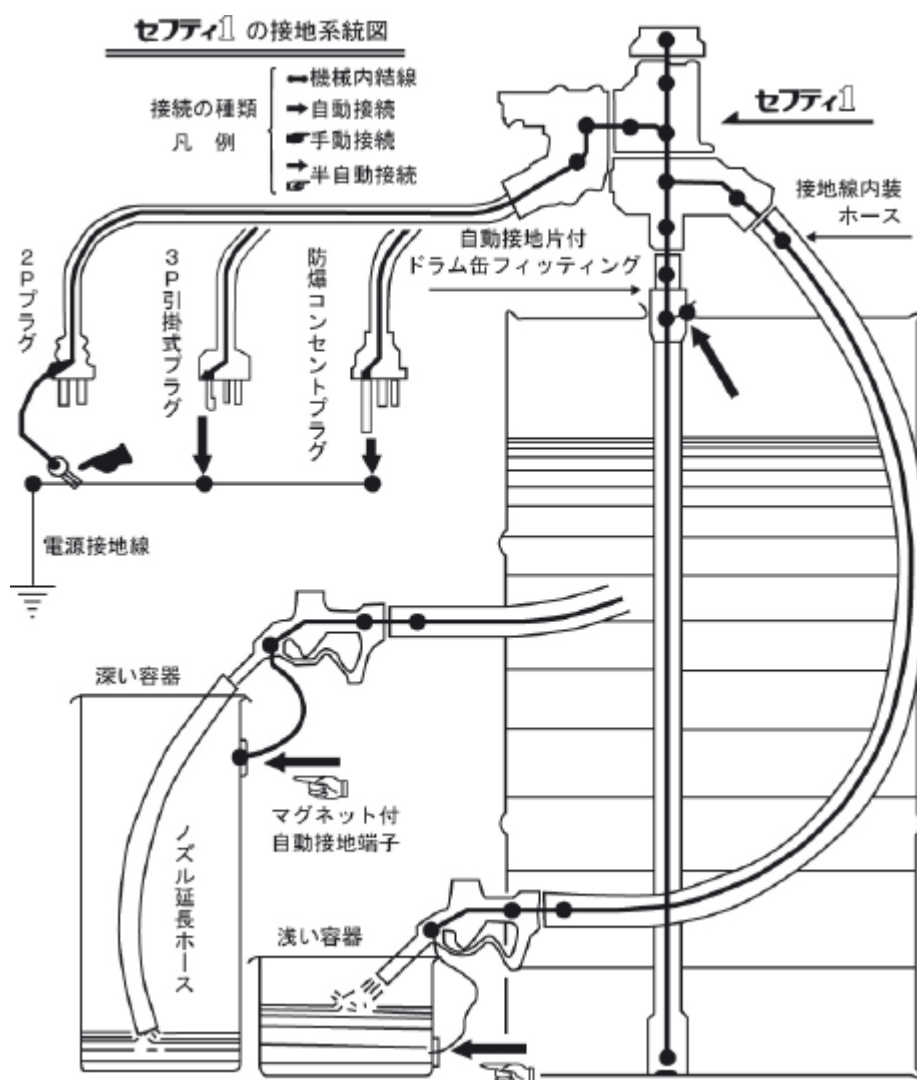 セフティ1 の接地系統図
接続の種類
凡例
機械内結線
自動接続
手動接続
半自動接続
セフティ1
接地線内装
ホース
自動接地片付
ドラム缶フィッティング
2Pプラグ
3P引掛式プラグ
防爆コンセントプラグ
電源接地線
深い容器
マグネット付
自動接地端子
ノズル延長ホース
浅い容器